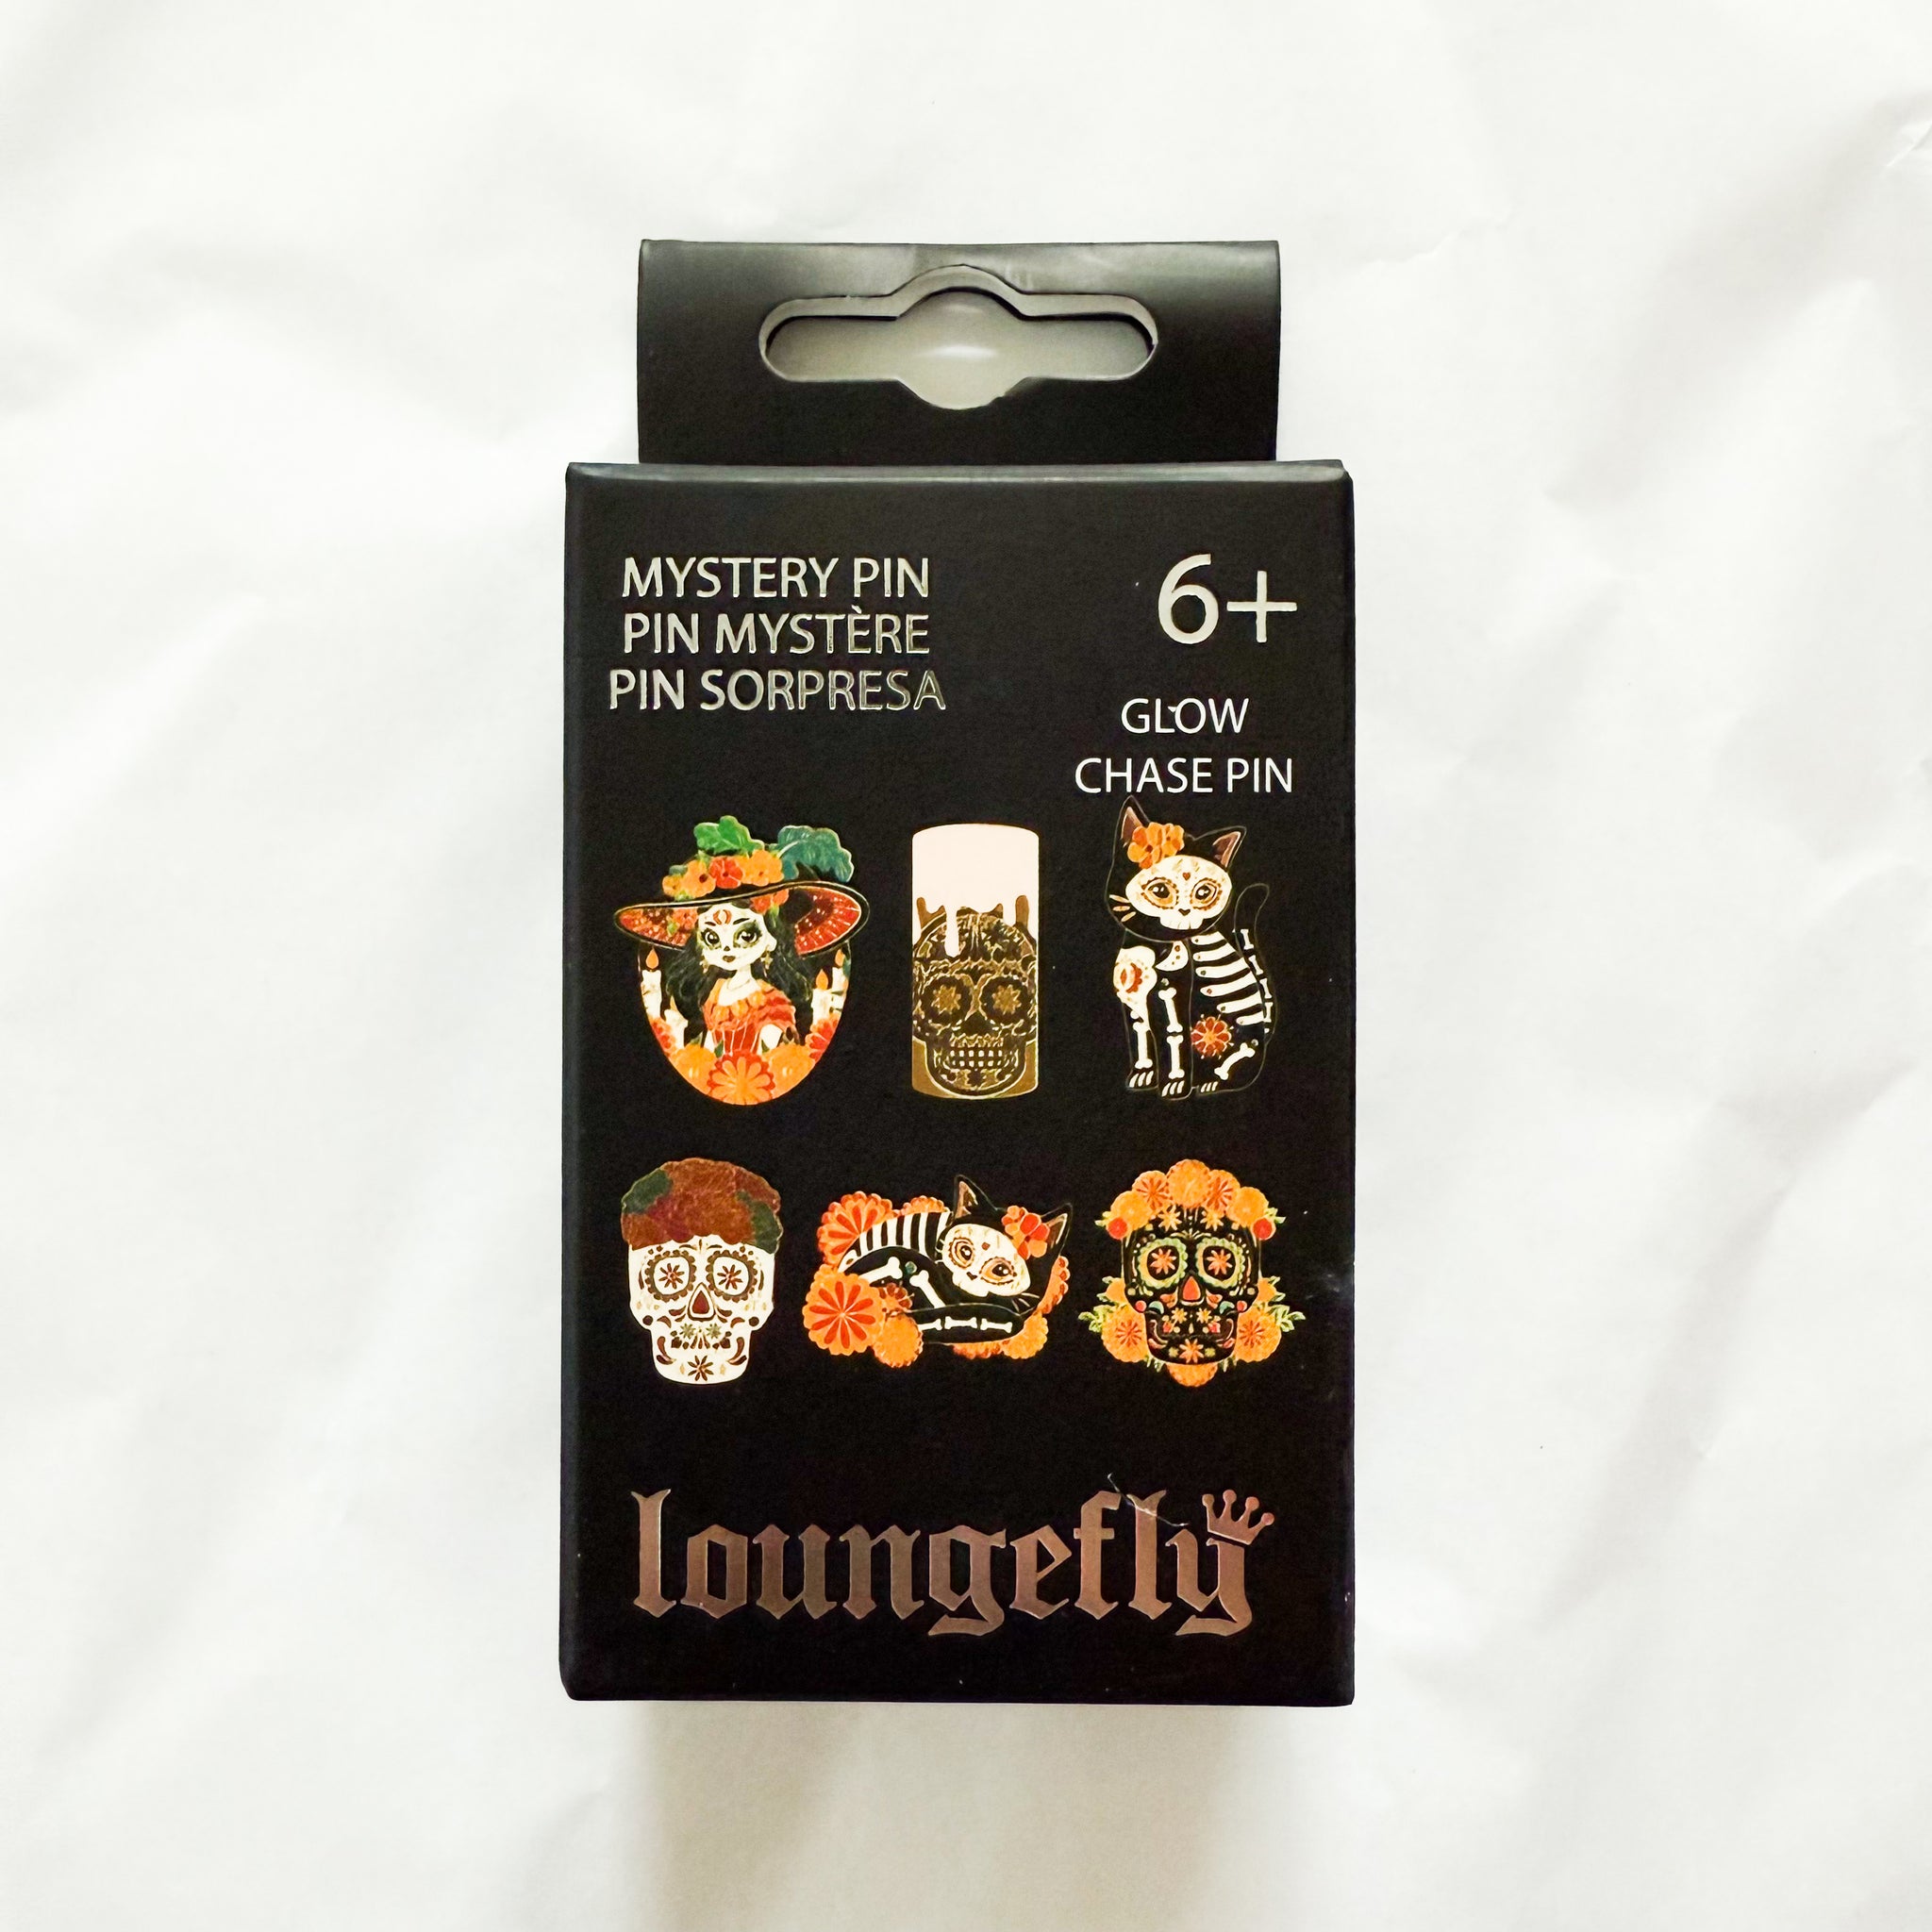 MYSTERY PIN
PIN MYSTÈRE
PIN SORPRESA
6+
GLOW
CHASE PIN
loungefly